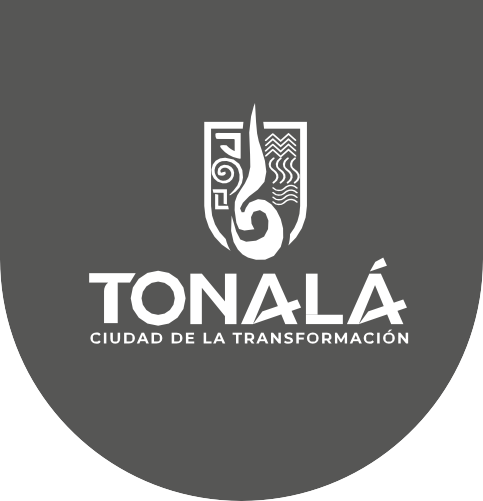 TONALÁ
CIUDAD DE LA TRANSFORMACIÓN